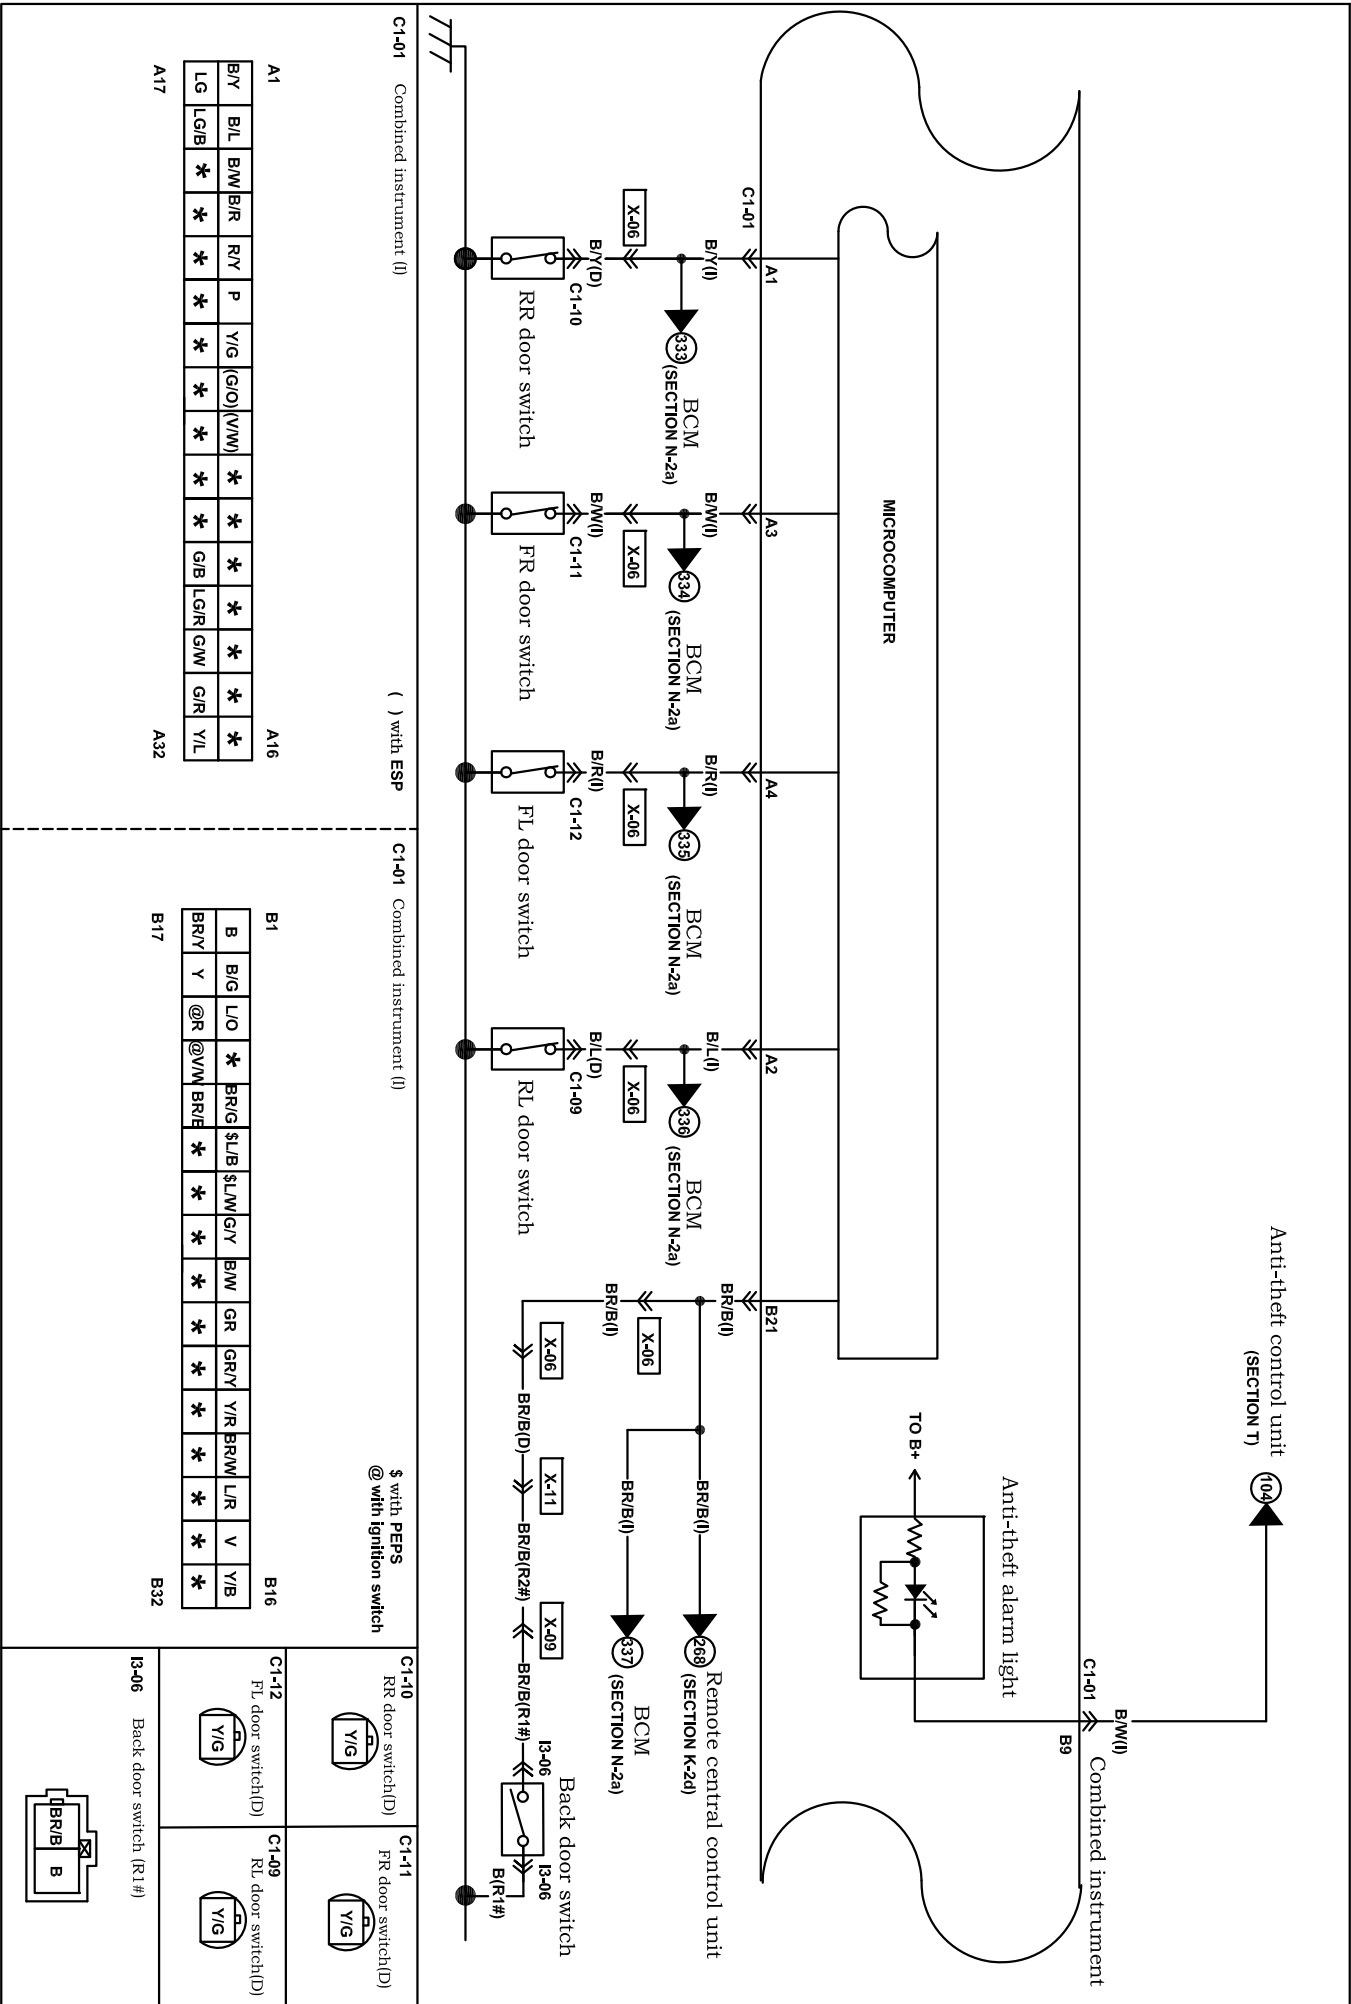 Anti-theft control unit
(SECTION T)
104
C1-01
B/W(I)
B9
Combined instrument
Anti-theft alarm light
TO B+
MICROCOMPUTER
C1-01
A1
A3
A4
A2
B21
B/Y(I)
B/W(I)
B/R(I)
B/L(I)
BR/B(I)
333
BCM
(SECTION N-2a)
334
BCM
(SECTION N-2a)
335
BCM
(SECTION N-2a)
336
BCM
(SECTION N-2a)
BR/B(I)
268
Remote central control unit
(SECTION K-2d)
BR/B(I)
337
BCM
(SECTION N-2a)
X-06
X-06
X-06
X-06
X-06
B/Y(D)
B/W(I)
B/R(I)
B/L(D)
BR/B(I)
C1-10
C1-11
C1-12
C1-09
RR door switch
FR door switch
FL door switch
RL door switch
X-06
BR/B(D)
X-11
BR/B(R2#)
X-09
BR/B(R1#)
I3-06
Back door switch
I3-06
B(R1#)
C1-01 Combined instrument (I)
( ) with ESP
A1 A16
B/Y B/L B/W B/R R/Y P Y/G (G/O) (V/W) * * * * * * *
LG LG/B * * * * * * * * * G/B LG/R G/W G/R Y/L
A17 A32
C1-01 Combined instrument (I)
$ with PEPS
@ with ignition switch
B1 B16
B B/G L/O * BR/G $L/B $L/W G/Y B/W GR GR/Y Y/R BR/W L/R V Y/B
BR/Y Y @R @V/W BR/B * * * * * * * * * * *
B17 B32
C1-10
RR door switch(D)
Y/G
C1-11
FR door switch(D)
Y/G
C1-12
FL door switch(D)
Y/G
C1-09
RL door switch(D)
Y/G
I3-06 Back door switch (R1#)
BR/B B